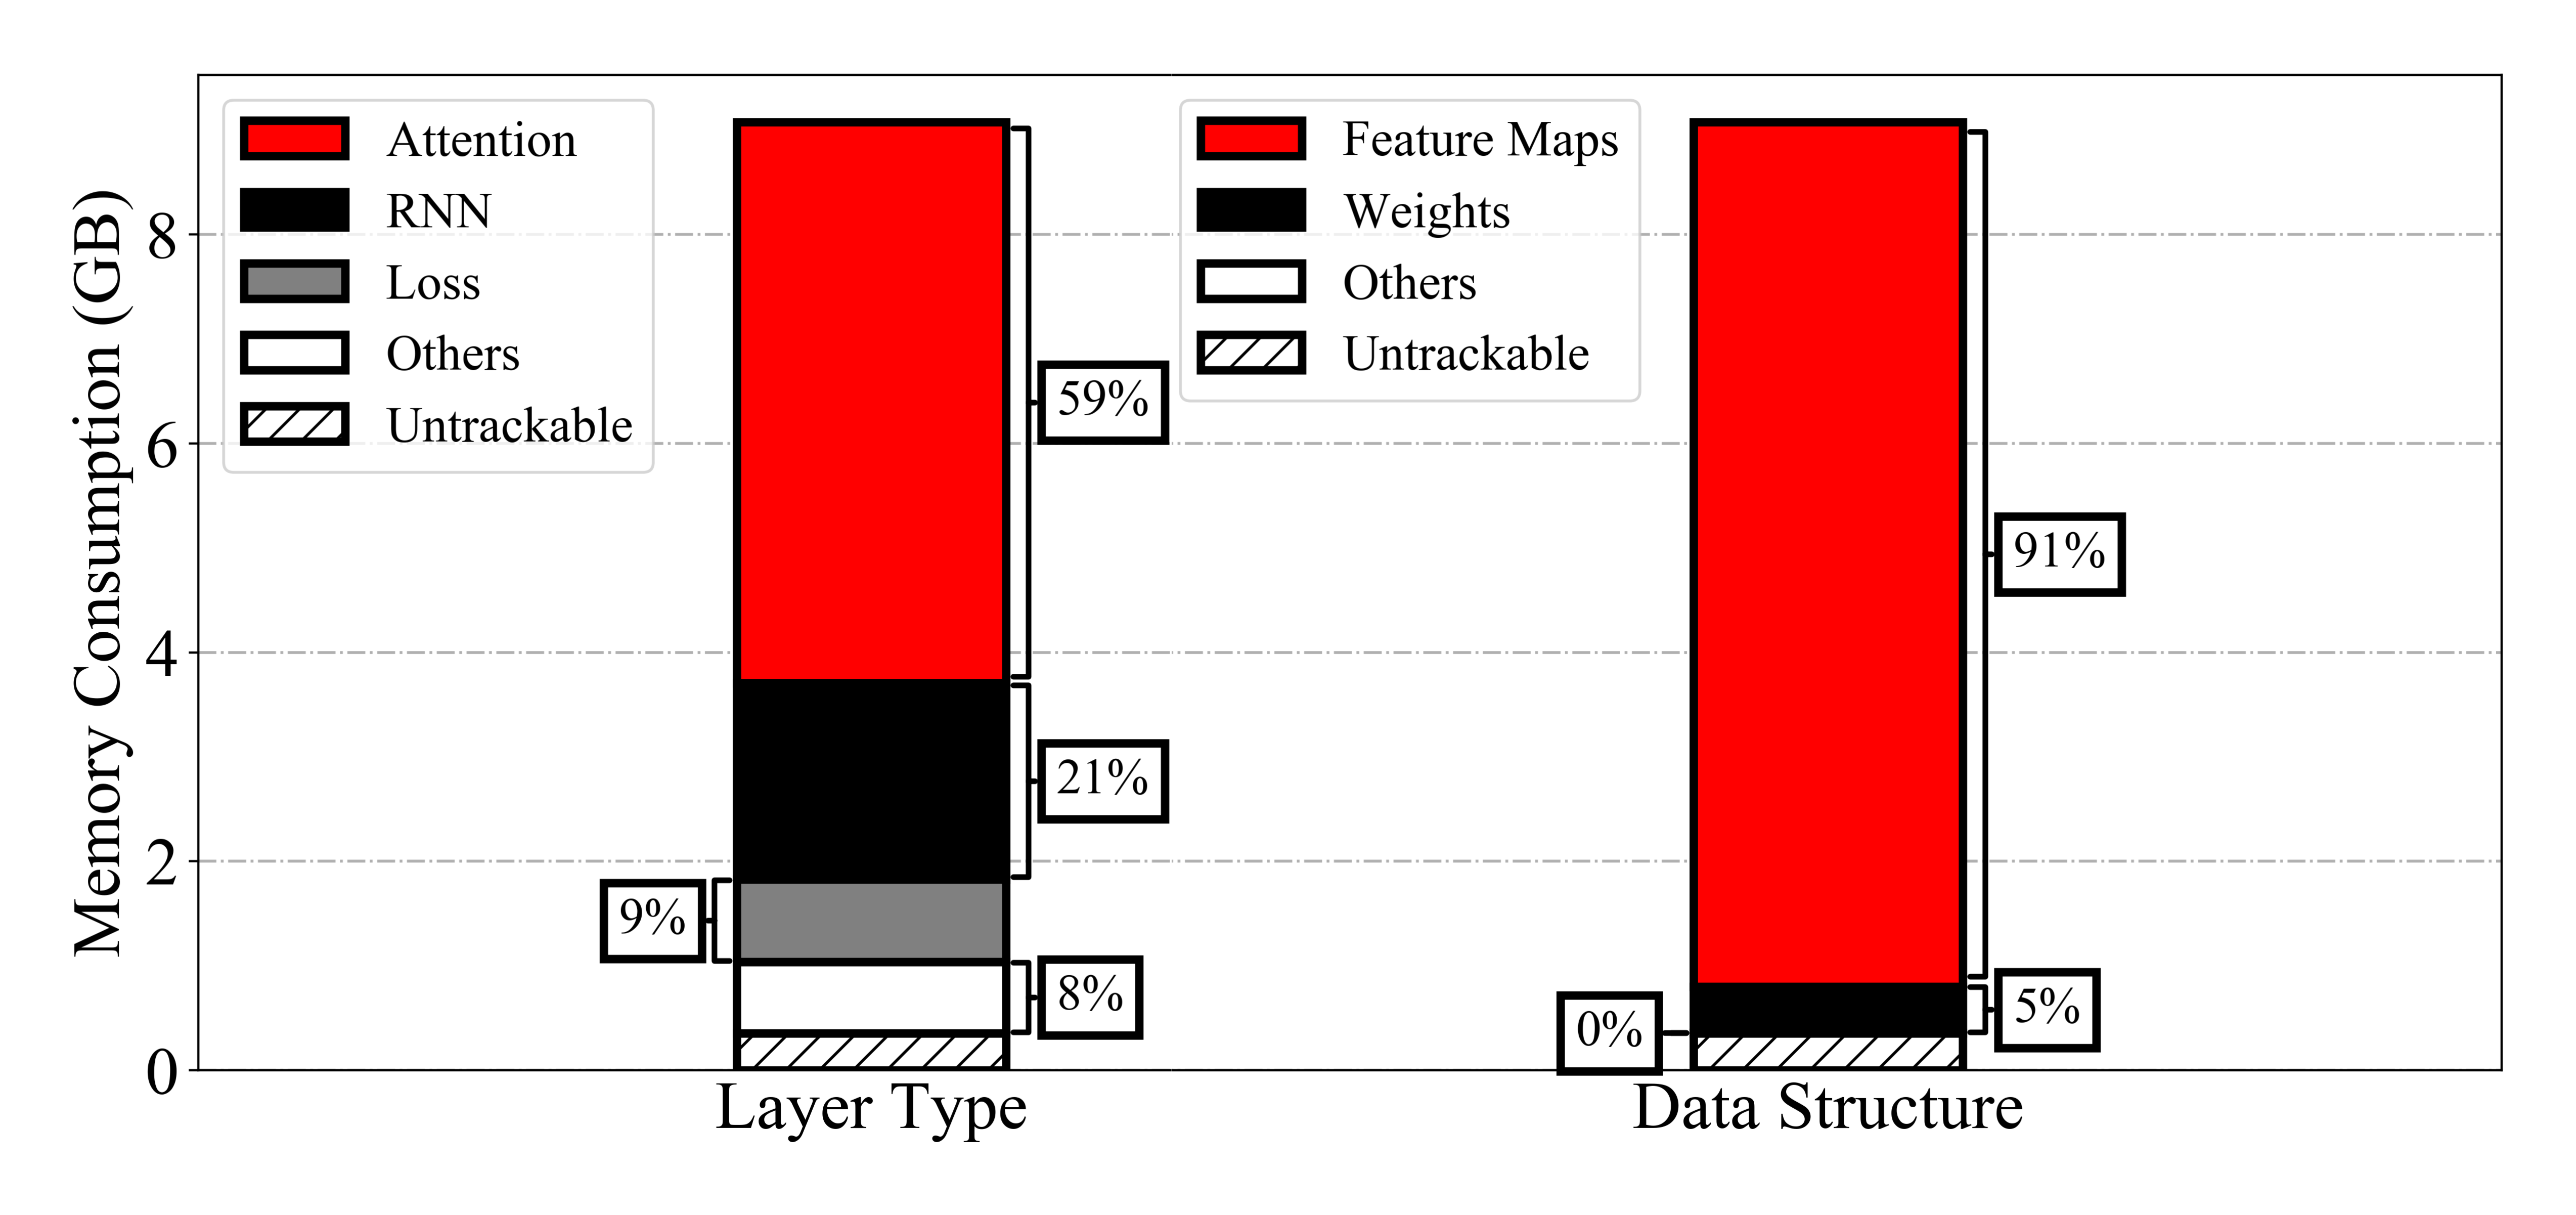 Memory Consumption (GB)
8
6
4
2
0
Attention
RNN
Loss
Others
Untrackable
59%
21%
9%
8%
Feature Maps
Weights
Others
Untrackable
91%
5%
0%
Layer Type
Data Structure